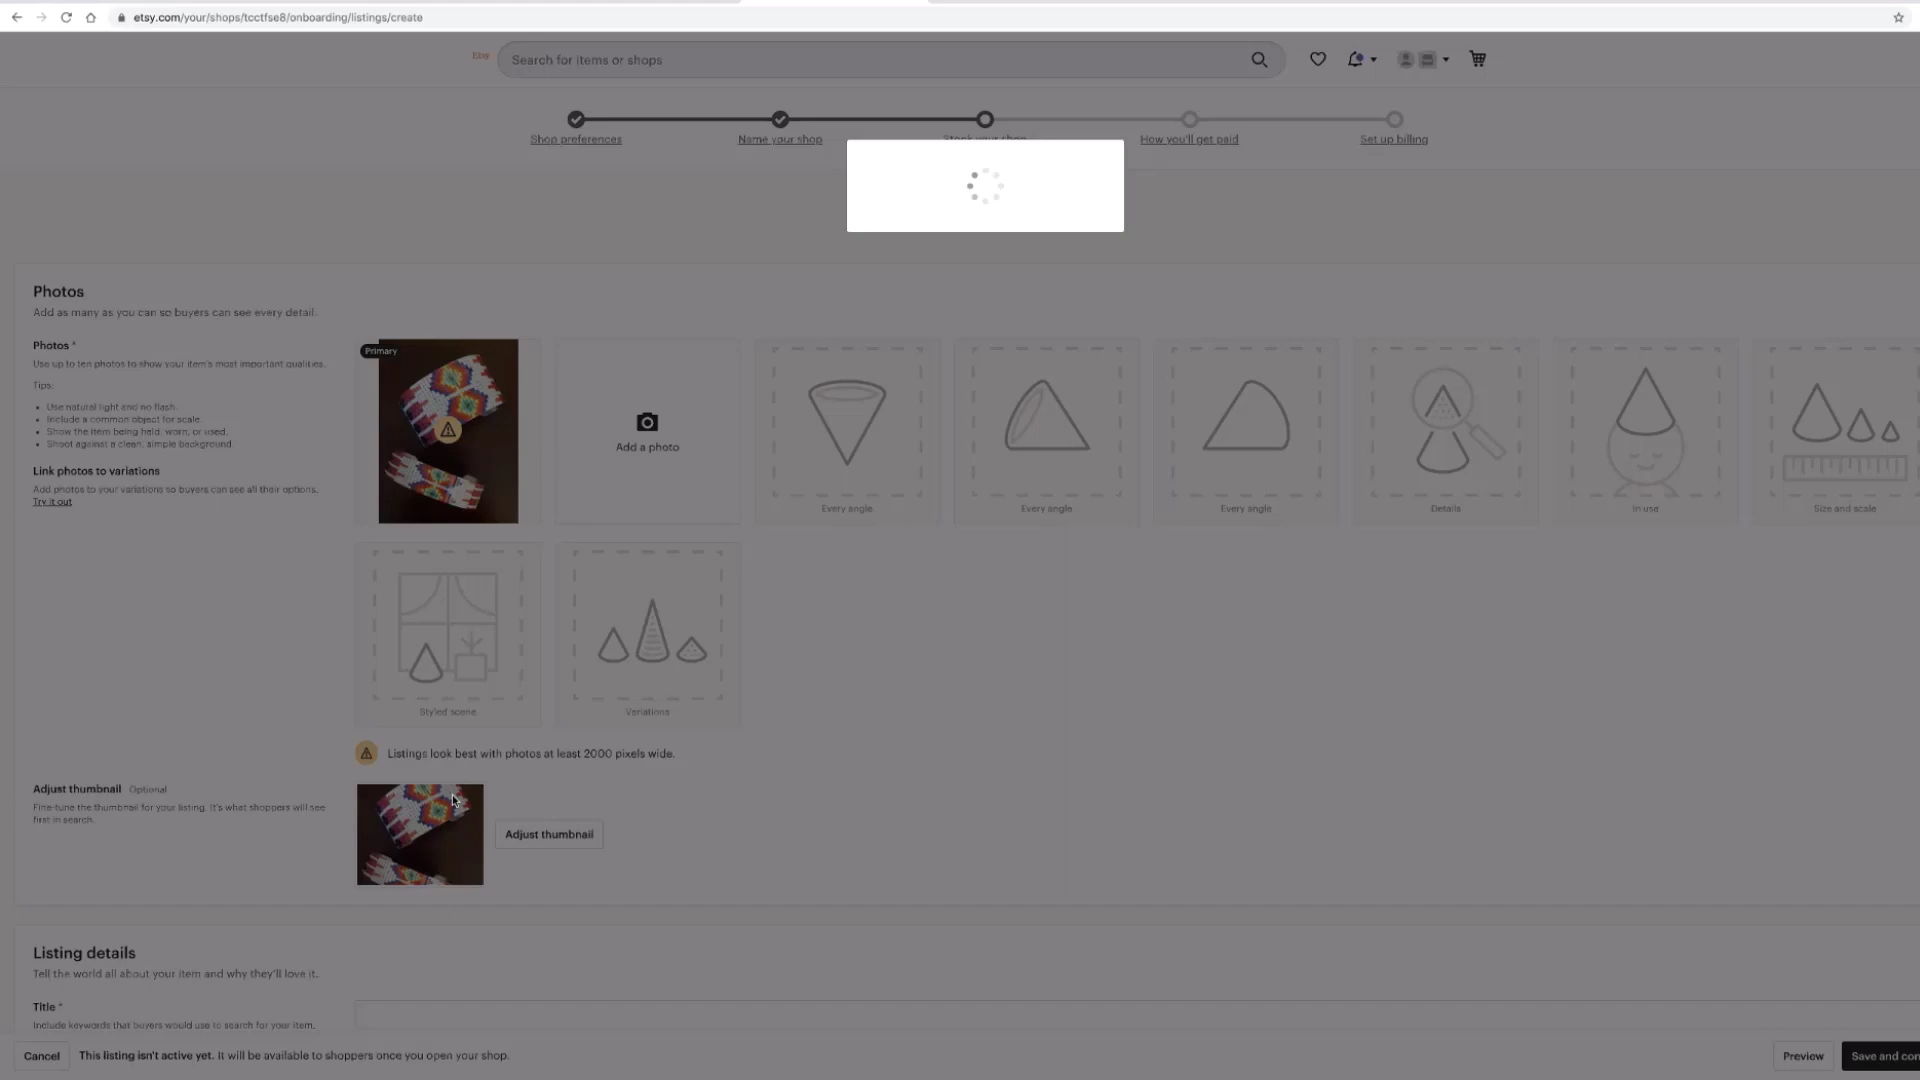 etsy.com/your/shops/tcctfse8/onboarding/listings/create
Etsy
Search for items or shops
Shop preferences
Name your shop
Stock your shop
How you'll get paid
Set up billing
Photos
Add as many as you can so buyers can see every detail.
Photos *
Use up to ten photos to show your item's most important qualities.
Tips:
• Use natural light and no flash.
• Include a common object for scale.
• Show the item being held, worn, or used.
• Shoot against a clean, simple background.
Link photos to variations
Add photos to your variations so buyers can see all their options.
Try it out
Primary
Add a photo
Every angle
Every angle
Every angle
Details
In use
Size and scale
Styled scene
Variations
Listings look best with photos at least 2000 pixels wide.
Adjust thumbnail Optional
Fine-tune the thumbnail for your listing. It's what shoppers will see
first in search.
Adjust thumbnail
Listing details
Tell the world all about your item and why they'll love it.
Title *
Include keywords that buyers would use to search for your item.
Cancel
This listing isn't active yet. It will be available to shoppers once you open your shop.
Preview
Save and con